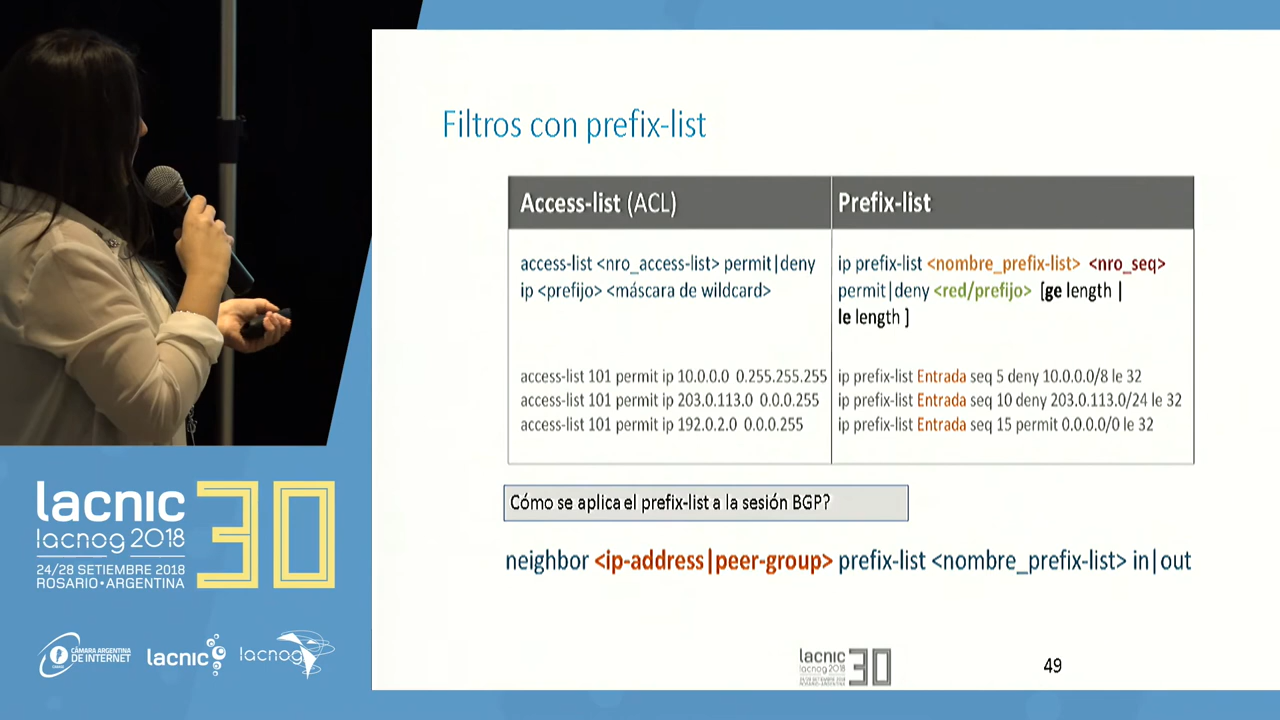 Filtros con prefix-list
Access-list (ACL)
Prefix-list
access-list <nro_access-list> permit|deny
ip <prefijo> <máscara de wildcard>
ip prefix-list <nombre_prefix-list> <nro_seq>
permit|deny <red/prefijo> [ge length |
le length ]
access-list 101 permit ip 10.0.0.0 0.255.255.255
access-list 101 permit ip 203.0.113.0 0.0.0.255
access-list 101 permit ip 192.0.2.0 0.0.0.255
ip prefix-list Entrada seq 5 deny 10.0.0.0/8 le 32
ip prefix-list Entrada seq 10 deny 203.0.113.0/24 le 32
ip prefix-list Entrada seq 15 permit 0.0.0.0/0 le 32
Cómo se aplica el prefix-list a la sesión BGP?
neighbor <ip-address|peer-group> prefix-list <nombre_prefix-list> in|out
lacnic 30
lacnog 2018
49
lacnic 30
lacnog 2018
24/28 SETIEMBRE 2018
ROSARIO•ARGENTINA
CÁMARA ARGENTINA
DE INTERNET
lacnic
lacnog